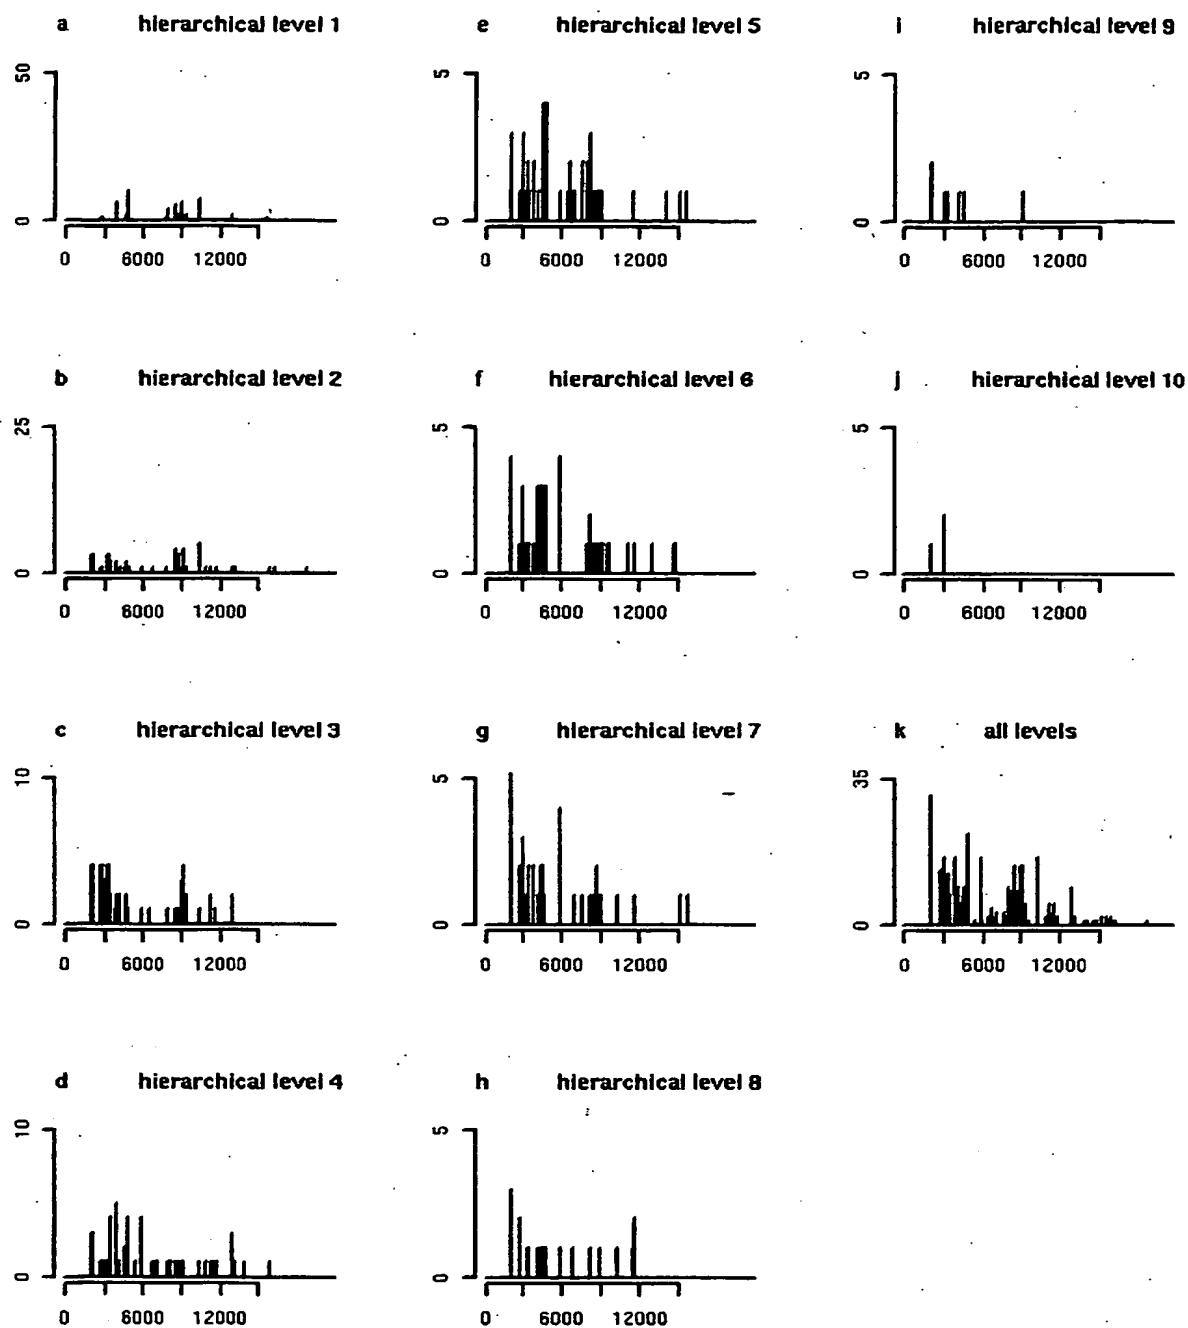 a hierarchical level 1
50
0
0 6000 12000
b hierarchical level 2
25
0
0 6000 12000
c hierarchical level 3
10
0
0 6000 12000
d hierarchical level 4
10
0
0 6000 12000
e hierarchical level 5
5
0
0 6000 12000
f hierarchical level 6
5
0
0 6000 12000
g hierarchical level 7
5
0
0 6000 12000
h hierarchical level 8
5
0
0 6000 12000
i hierarchical level 9
5
0
0 6000 12000
j hierarchical level 10
5
0
0 6000 12000
k all levels
35
0
0 6000 12000